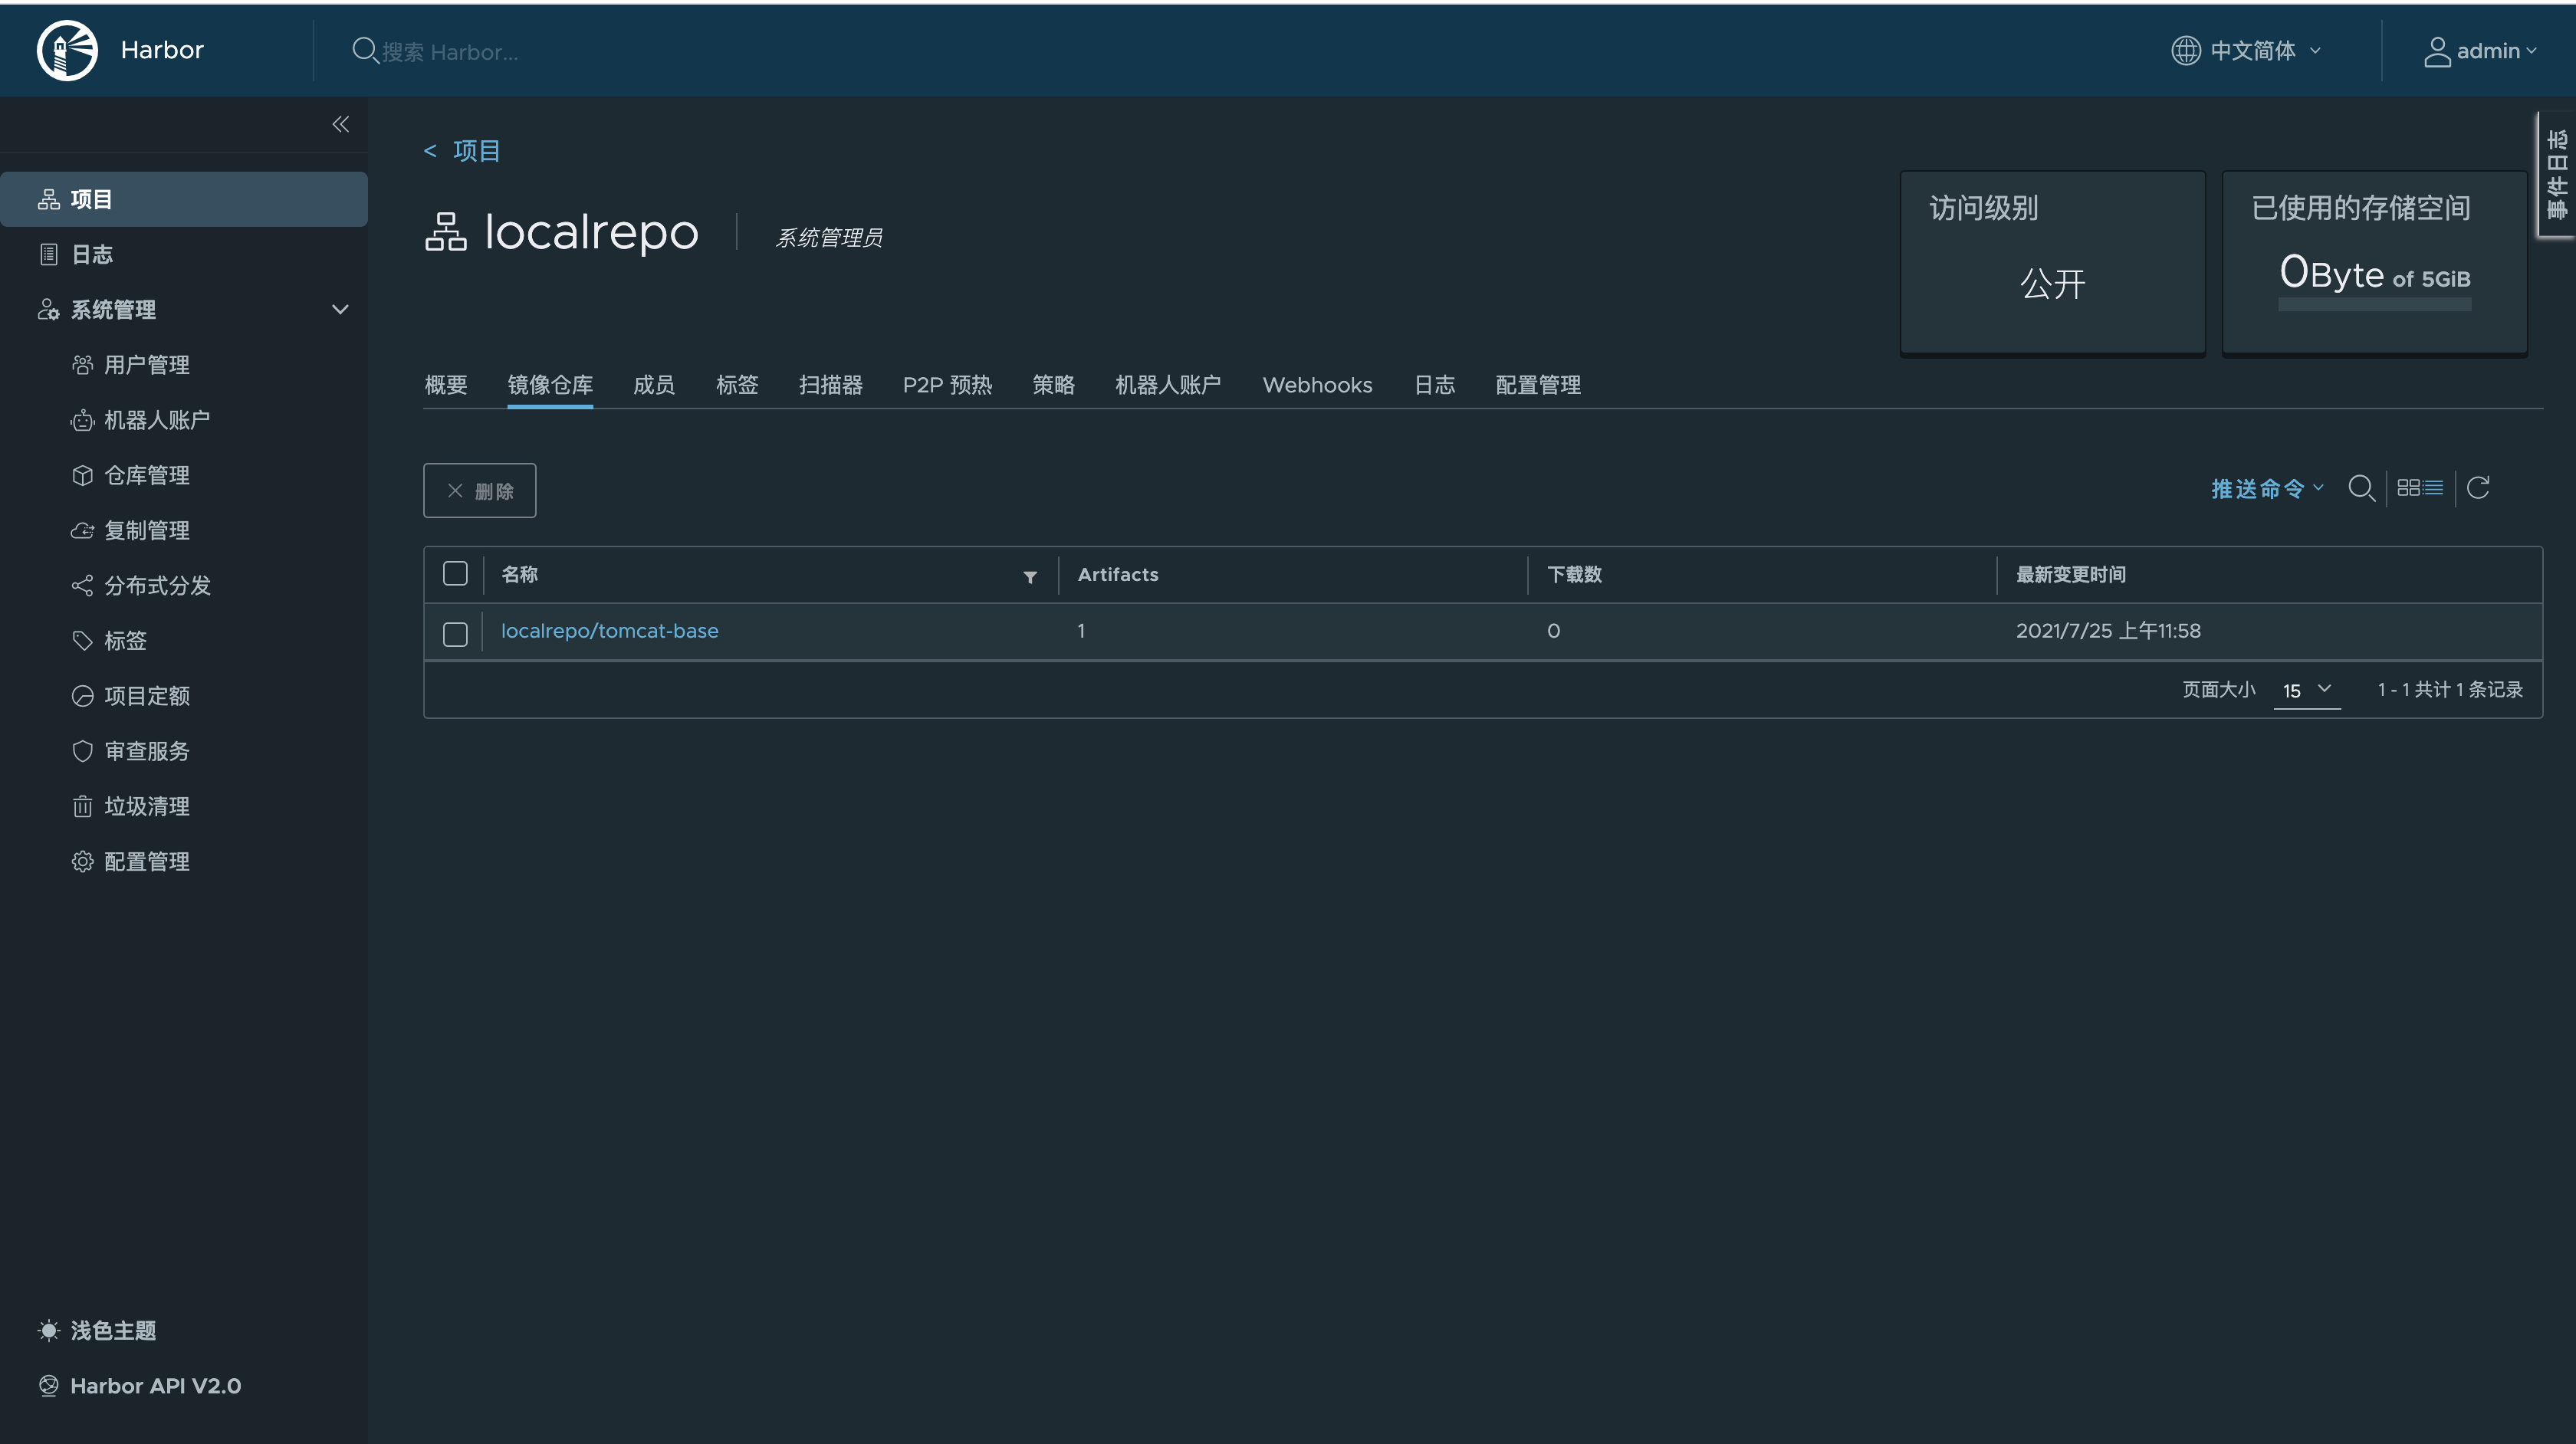 Harbor
搜索 Harbor...
中文简体
admin
项目
日志
系统管理
用户管理
机器人账户
仓库管理
复制管理
分布式分发
标签
项目定额
审查服务
垃圾清理
配置管理
浅色主题
Harbor API V2.0
< 项目
localrepo
系统管理员
访问级别
公开
已使用的存储空间
0Byte of 5GiB
事件日志
概要 镜像仓库 成员 标签 扫描器 P2P 预热 策略 机器人账户 Webhooks 日志 配置管理
删除
推送命令
名称 Artifacts 下载数 最新变更时间
localrepo/tomcat-base 1 0 2021/7/25 上午11:58
页面大小 15 1 - 1 共计 1 条记录